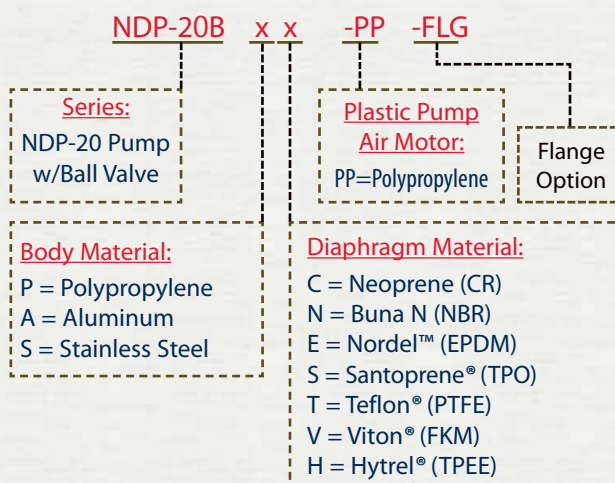 NDP-20B x x -PP -FLG
Series:
NDP-20 Pump
w/Ball Valve
Plastic Pump
Air Motor:
PP=Polypropylene
Flange
Option
Body Material:
P = Polypropylene
A = Aluminum
S = Stainless Steel
Diaphragm Material:
C = Neoprene (CR)
N = Buna N (NBR)
E = Nordel™ (EPDM)
S = Santoprene® (TPO)
T = Teflon® (PTFE)
V = Viton® (FKM)
H = Hytrel® (TPEE)